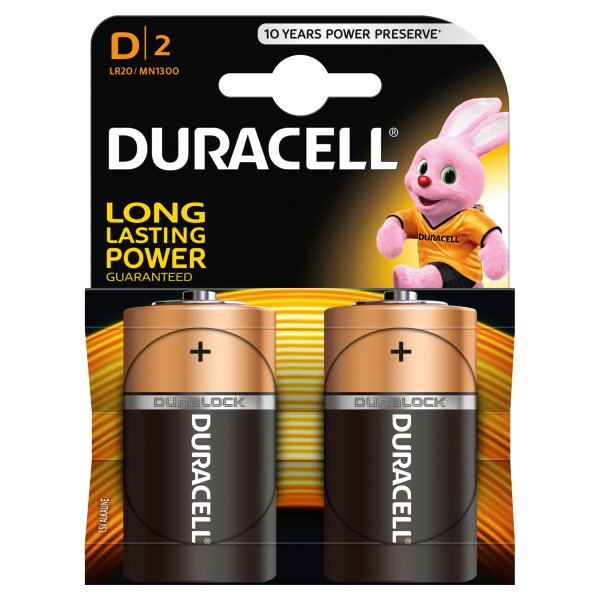 D|2
LR20/MN1300
10 YEARS POWER PRESERVE*
DURACELL®
LONG
LASTING
POWER
GUARANTEED
DURACELL
+
+
DURALOCK
DURALOCK
DURACELL®
DURACELL®
1.5V ALKALINE